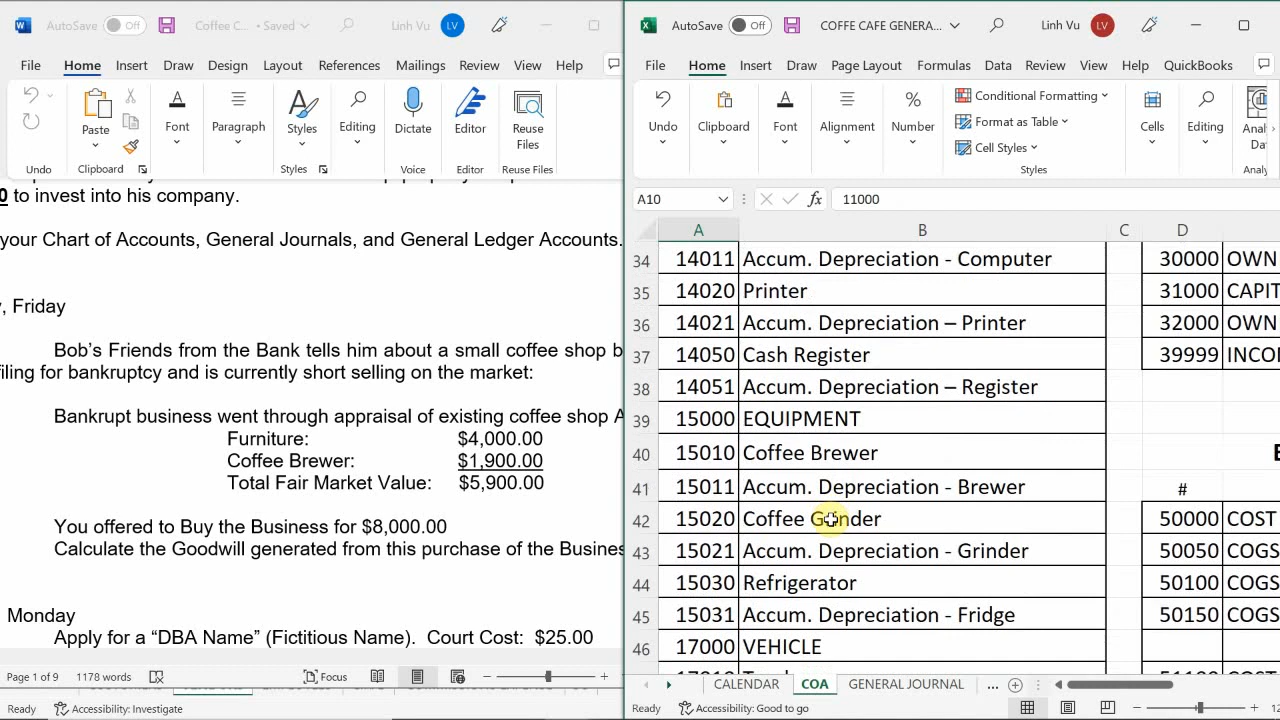 AutoSave Off Coffee C... • Saved Linh Vu LV
File Home Insert Draw Design Layout References Mailings Review View Help
Undo Paste Clipboard Font Paragraph Styles Styles Editing Dictate Voice Editor Editor Reuse Files Reuse Files
0 to invest into his company.
your Chart of Accounts, General Journals, and General Ledger Accounts.
, Friday
Bob's Friends from the Bank tells him about a small coffee shop b
filing for bankruptcy and is currently short selling on the market:
Bankrupt business went through appraisal of existing coffee shop A
Furniture: $4,000.00
Coffee Brewer: $1,900.00
Total Fair Market Value: $5,900.00
You offered to Buy the Business for $8,000.00
Calculate the Goodwill generated from this purchase of the Busines
Monday
Apply for a “DBA Name” (Fictitious Name). Court Cost: $25.00
Page 1 of 9 1178 words Focus
Ready Accessibility: Investigate
AutoSave Off COFFE CAFE GENERA... Linh Vu LV
File Home Insert Draw Page Layout Formulas Data Review View Help QuickBooks
Undo Clipboard Font Alignment Number Conditional Formatting Format as Table Cell Styles Styles Cells Editing Anal Da Analy
A10 fx 11000
A B C D
34 14011 Accum. Depreciation - Computer 30000 OWN
35 14020 Printer 31000 CAPIT
36 14021 Accum. Depreciation – Printer 32000 OWN
37 14050 Cash Register 39999 INCO
38 14051 Accum. Depreciation – Register
39 15000 EQUIPMENT
40 15010 Coffee Brewer E
41 15011 Accum. Depreciation - Brewer #
42 15020 Coffee Grinder 50000 COST
43 15021 Accum. Depreciation - Grinder 50050 COGS
44 15030 Refrigerator 50100 COGS
45 15031 Accum. Depreciation - Fridge 50150 COGS
46 17000 VEHICLE
CALENDAR COA GENERAL JOURNAL ...
Ready Accessibility: Good to go 12